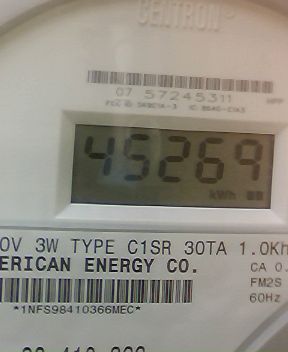 CENTRON®
07 57245311
45269
kWh
0V 3W TYPE C1SR 30TA 1.0Kh
ERICAN ENERGY CO.
CA 0.
FM2S
60Hz
*1NFS98410366MEC*